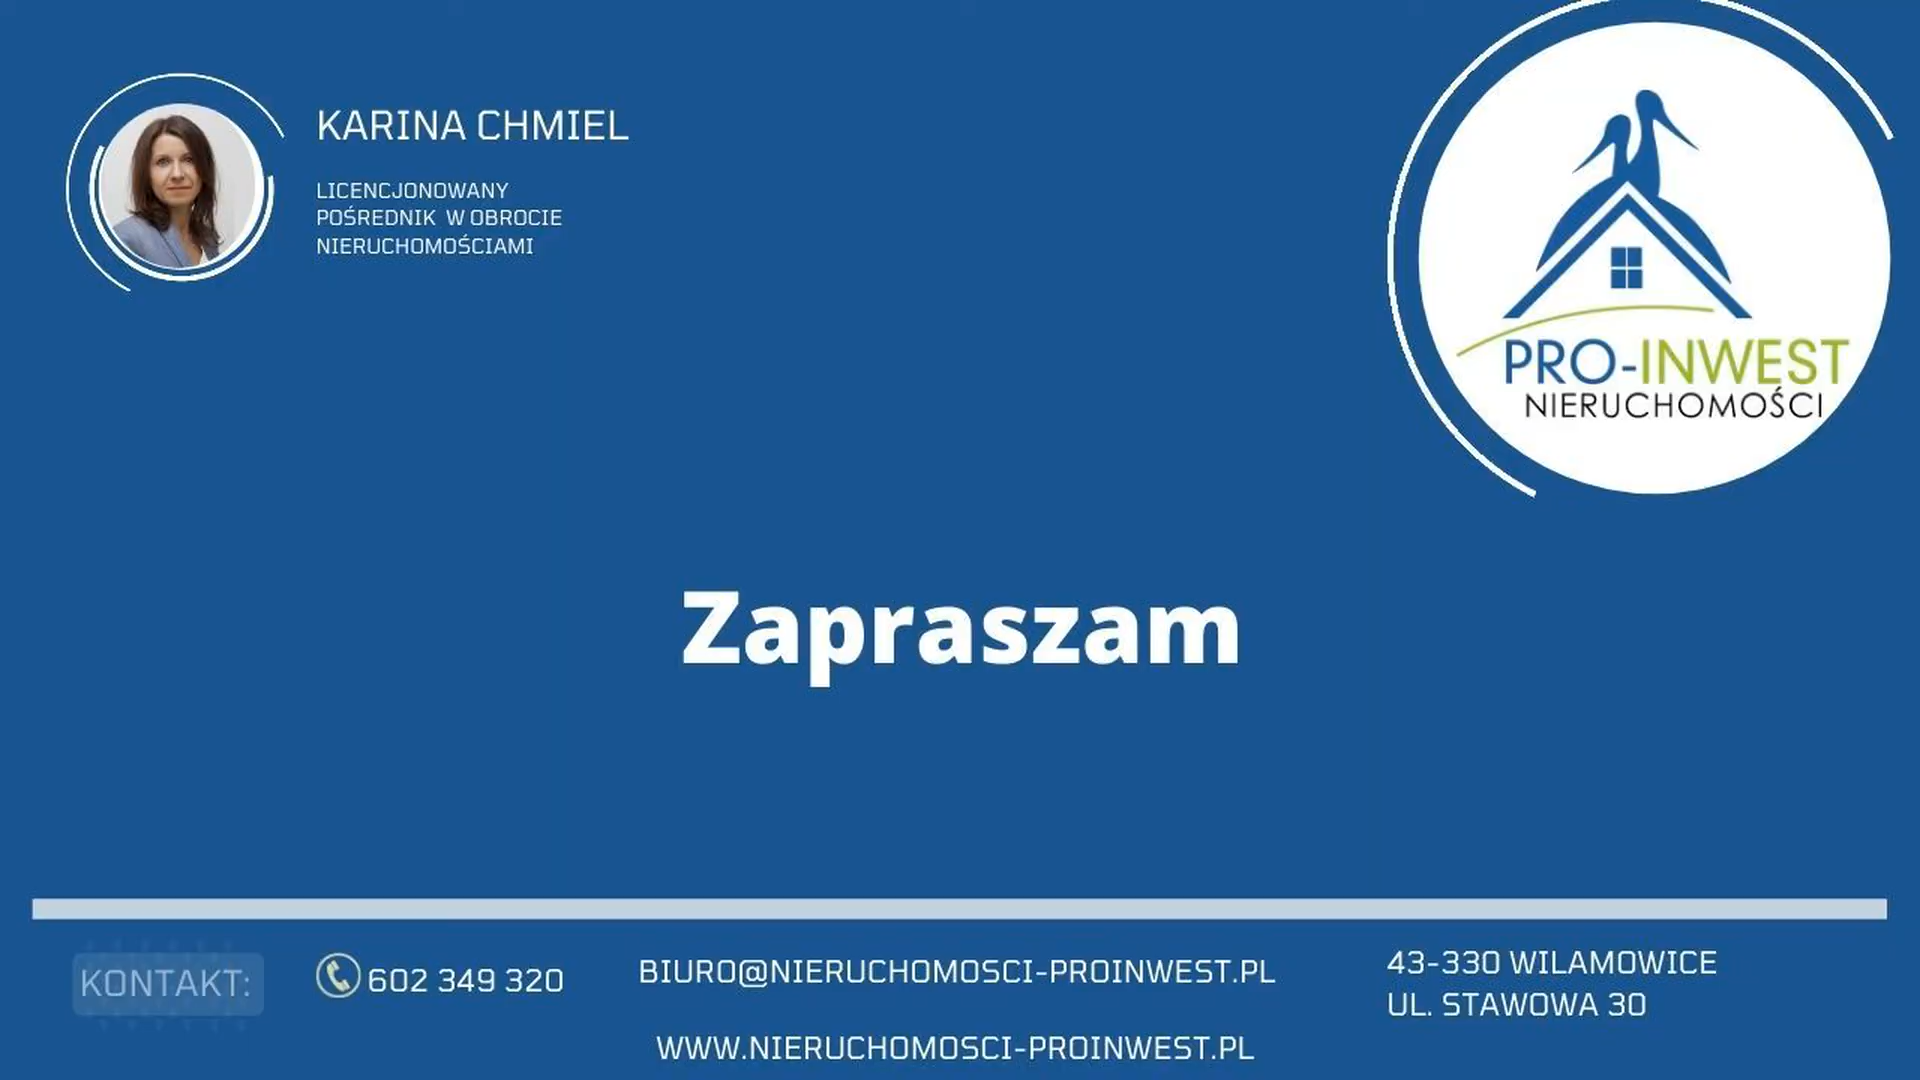 KARINA CHMIEL
LICENCJONOWANY
POŚREDNIK W OBROCIE
NIERUCHOMOŚCIAMI
PRO-INWEST
NIERUCHOMOŚCI
Zapraszam
KONTAKT:
602 349 320
BIURO@NIERUCHOMOSCI-PROINWEST.PL
WWW.NIERUCHOMOSCI-PROINWEST.PL
43-330 WILAMOWICE
UL. STAWOWA 30